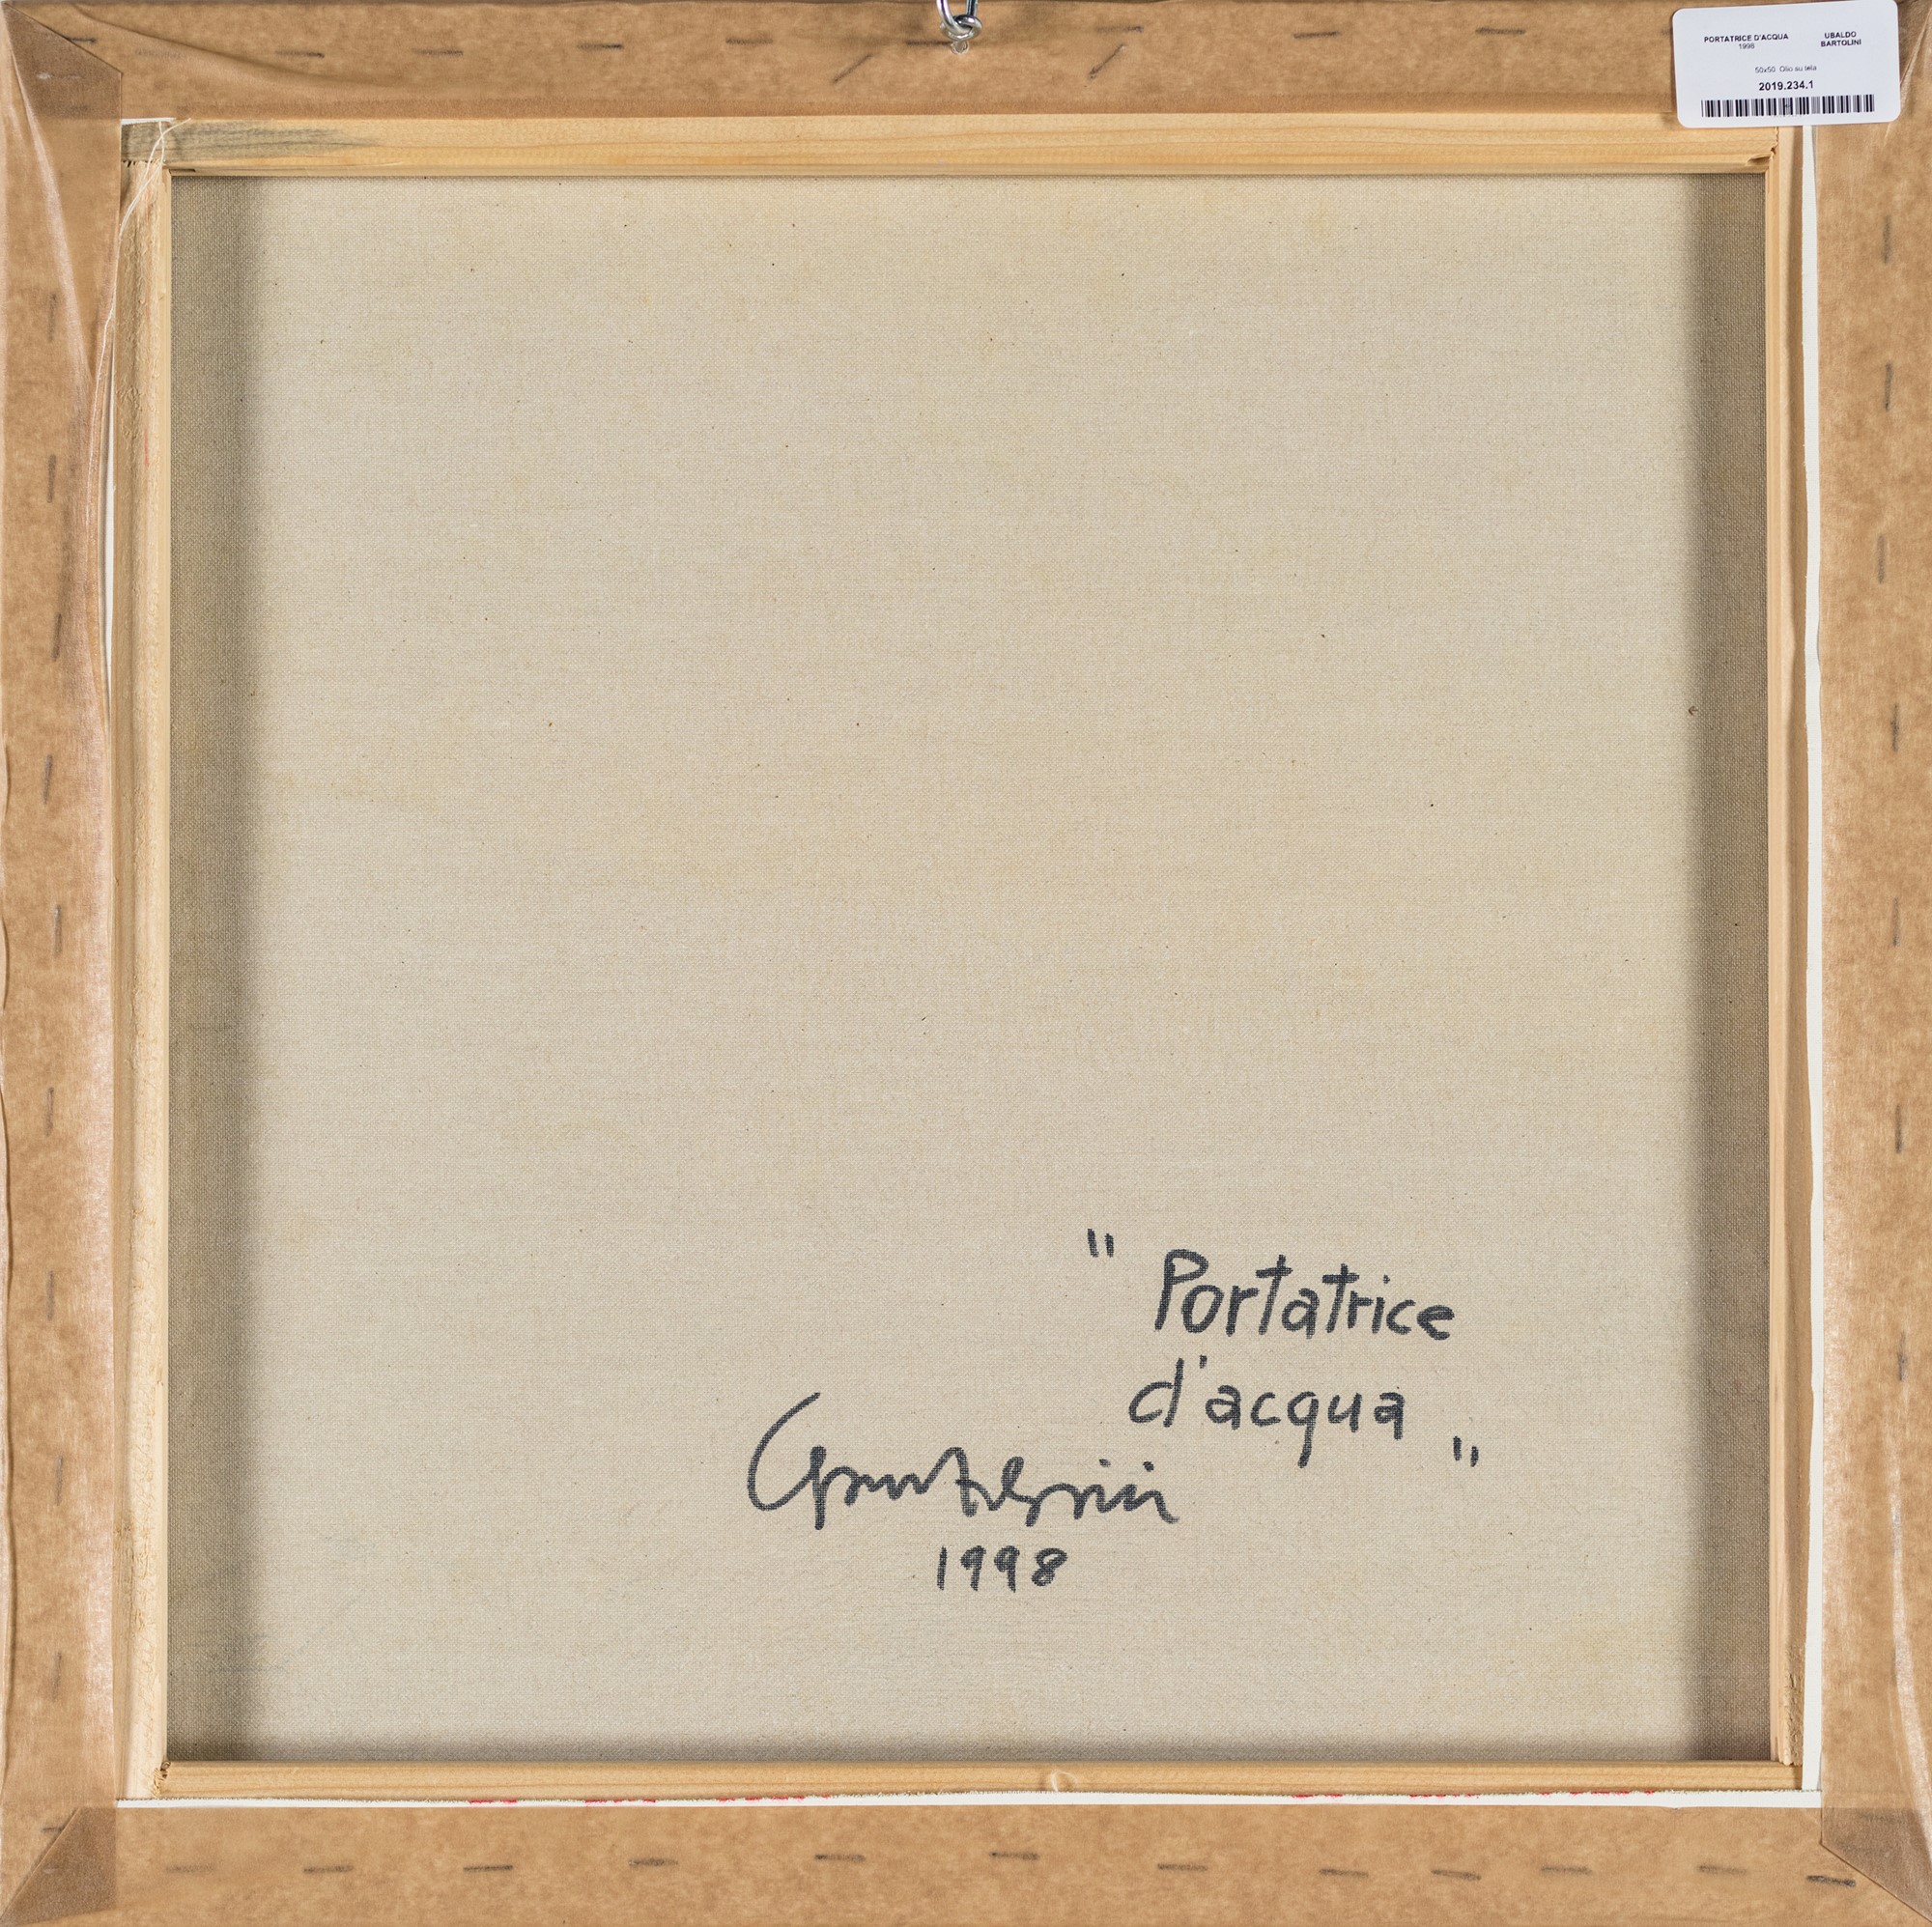 PORTATRICE D'ACQUA
1998
UBALDO
BARTOLINI
50x50 Olio su tela
2019.234.1
" Portatrice
d'acqua "
1998